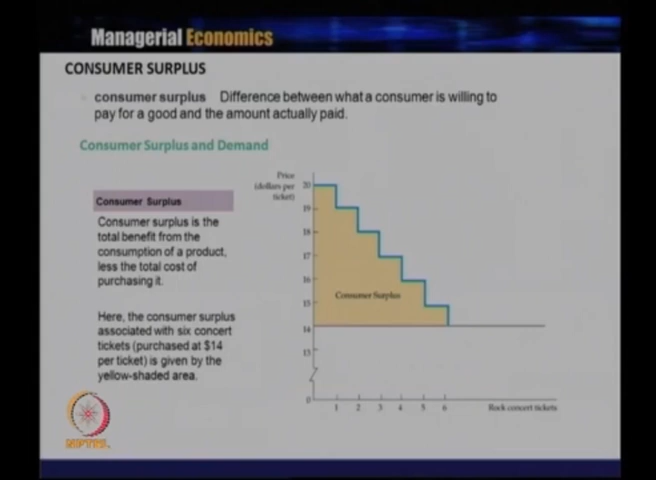 Managerial Economics
CONSUMER SURPLUS
consumer surplus Difference between what a consumer is willing to
pay for a good and the amount actually paid.
Consumer Surplus and Demand
Consumer Surplus
Consumer surplus is the
total benefit from the
consumption of a product,
less the total cost of
purchasing it.
Here, the consumer surplus
associated with six concert
tickets (purchased at $14
per ticket) is given by the
yellow-shaded area.
Price
(dollars per
ticket)
20
19
18
17
16
15
14
13
0
Consumer Surplus
1 2 3 4 5 6
Rock concert tickets
NPTEL